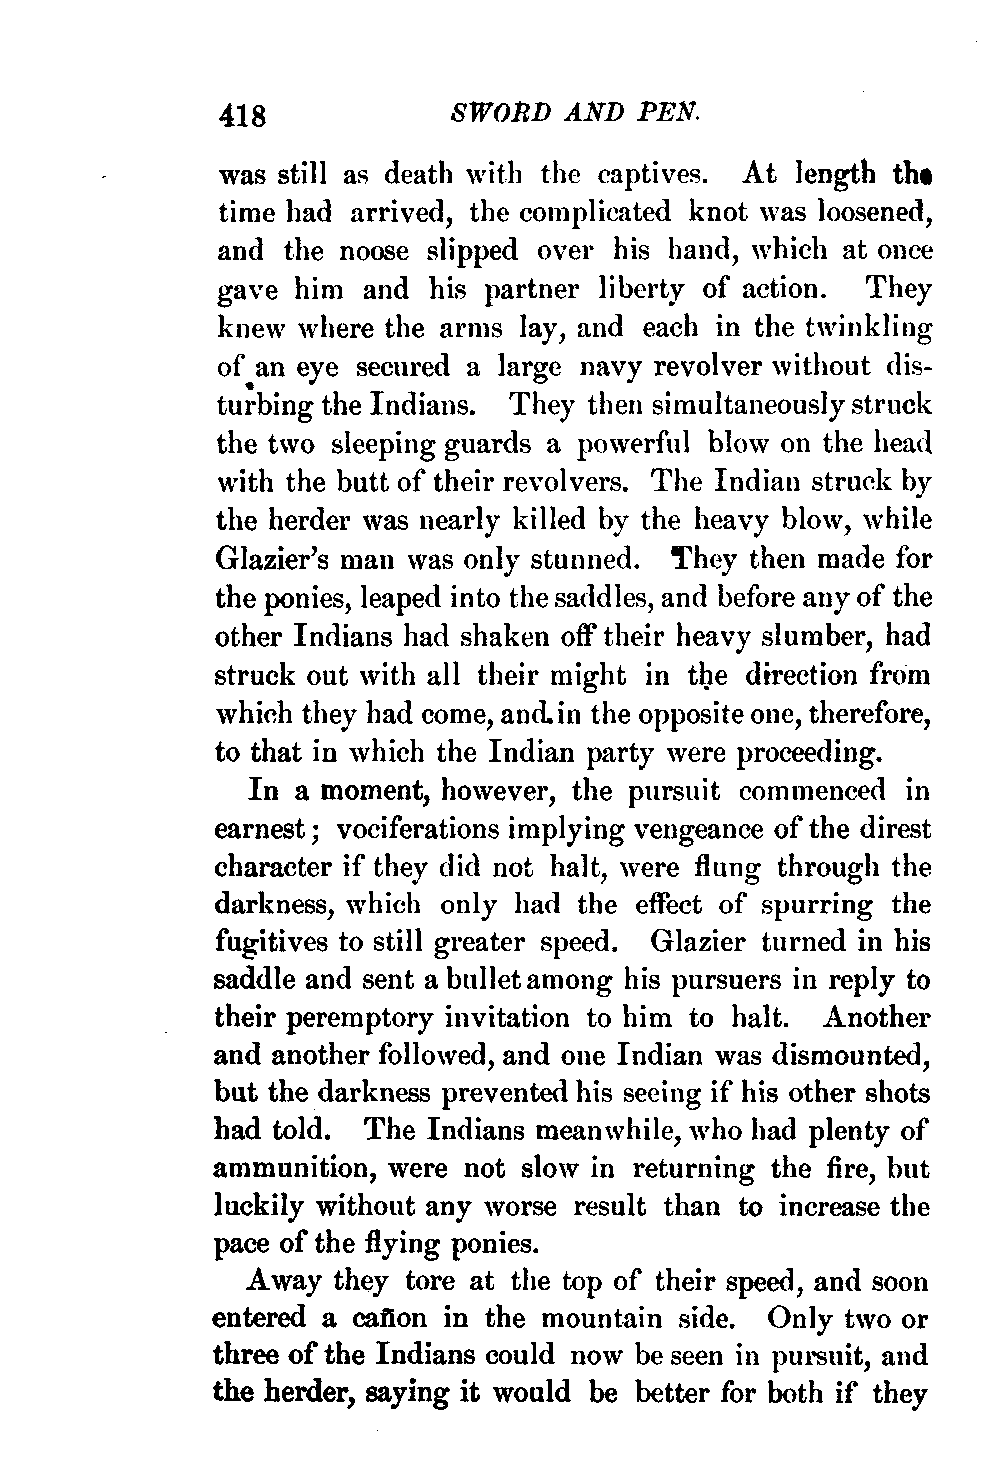 418 SWORD AND PEN.
was still as death with the captives. At length the
time had arrived, the complicated knot was loosened,
and the noose slipped over his hand, which at once
gave him and his partner liberty of action. They
knew where the arms lay, and each in the twinkling
of an eye secured a large navy revolver without dis-
turbing the Indians. They then simultaneously struck
the two sleeping guards a powerful blow on the head
with the butt of their revolvers. The Indian struck by
the herder was nearly killed by the heavy blow, while
Glazier's man was only stunned. They then made for
the ponies, leaped into the saddles, and before any of the
other Indians had shaken off their heavy slumber, had
struck out with all their might in the direction from
which they had come, and in the opposite one, therefore,
to that in which the Indian party were proceeding.
In a moment, however, the pursuit commenced in
earnest; vociferations implying vengeance of the direst
character if they did not halt, were flung through the
darkness, which only had the effect of spurring the
fugitives to still greater speed. Glazier turned in his
saddle and sent a bullet among his pursuers in reply to
their peremptory invitation to him to halt. Another
and another followed, and one Indian was dismounted,
but the darkness prevented his seeing if his other shots
had told. The Indians meanwhile, who had plenty of
ammunition, were not slow in returning the fire, but
luckily without any worse result than to increase the
pace of the flying ponies.
Away they tore at the top of their speed, and soon
entered a cañon in the mountain side. Only two or
three of the Indians could now be seen in pursuit, and
the herder, saying it would be better for both if they